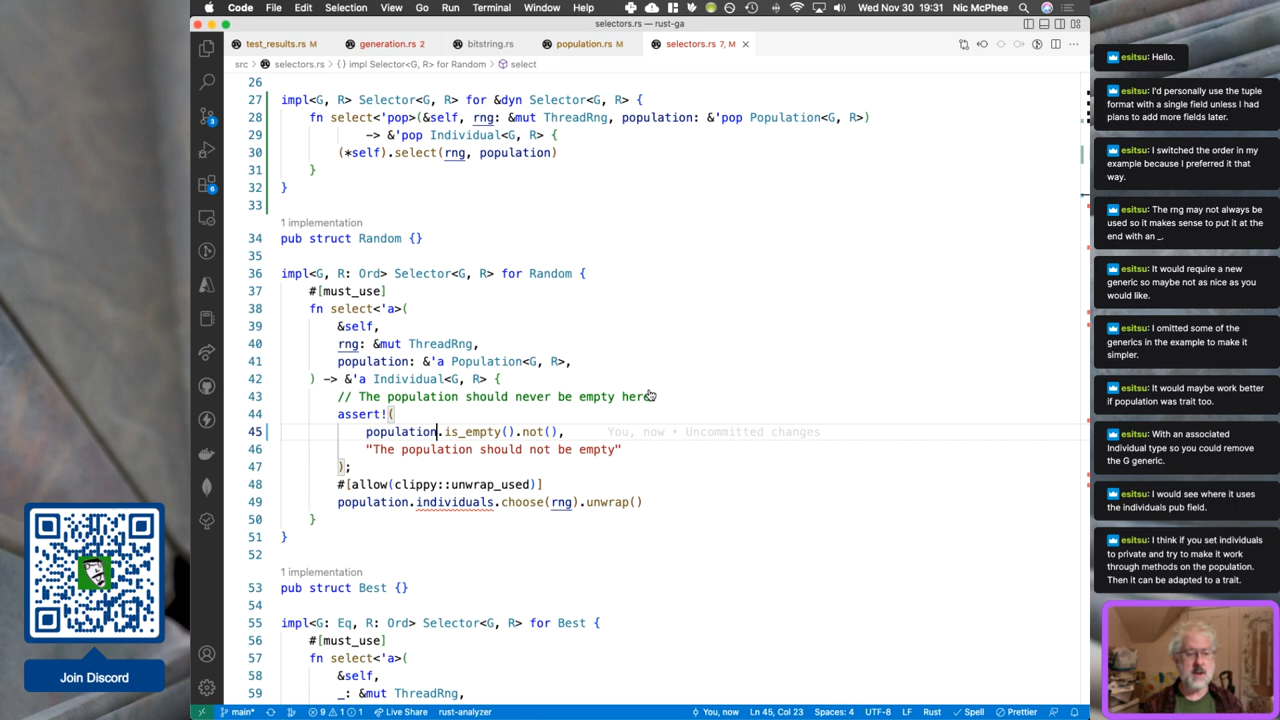 Code File Edit Selection View Go Run Terminal Window Help Wed Nov 30 19:31 Nic McPhee
selectors.rs — rust-ga
test_results.rs M generation.rs 2 bitstring.rs population.rs M selectors.rs 7, M
src > selectors.rs > {} impl Selector<G, R> for Random > select
26
27 impl<G, R> Selector<G, R> for &dyn Selector<G, R> {
28 fn select<'pop>(&self, rng: &mut ThreadRng, population: &'pop Population<G, R>)
29 -> &'pop Individual<G, R> {
30 (*self).select(rng, population)
31 }
32 }
33
1 implementation
34 pub struct Random {}
35
36 impl<G, R: Ord> Selector<G, R> for Random {
37 #[must_use]
38 fn select<'a>(
39 &self,
40 rng: &mut ThreadRng,
41 population: &'a Population<G, R>,
42 ) -> &'a Individual<G, R> {
43 // The population should never be empty here
44 assert!(
45 population.is_empty().not(), You, now • Uncommitted changes
46 "The population should not be empty"
47 );
48 #[allow(clippy::unwrap_used)]
49 population.individuals.choose(rng).unwrap()
50 }
51 }
52
1 implementation
53 pub struct Best {}
54
55 impl<G: Eq, R: Ord> Selector<G, R> for Best {
56 #[must_use]
57 fn select<'a>(
58 &self,
59 _: &mut ThreadRng,
main* 9 1 1 Live Share rust-analyzer You, now Ln 45, Col 23 Spaces: 4 UTF-8 LF Rust Spell Prettier
3
6
Join Discord
esitsu: Hello.
esitsu: I'd personally use the tuple
format with a single field unless I had
plans to add more fields later.
esitsu: I switched the order in my
example because I preferred it that
way.
esitsu: The rng may not always be
used so it makes sense to put it at the
end with an _.
esitsu: It would require a new
generic so maybe not as nice as you
would like.
esitsu: I omitted some of the
generics in the example to make it
simpler.
esitsu: It would maybe work better
if population was trait too.
esitsu: With an associated
Individual type so you could remove
the G generic.
esitsu: I would see where it uses
the individuals pub field.
esitsu: I think if you set individuals
to private and try to make it work
through methods on the population.
Then it can be adapted to a trait.